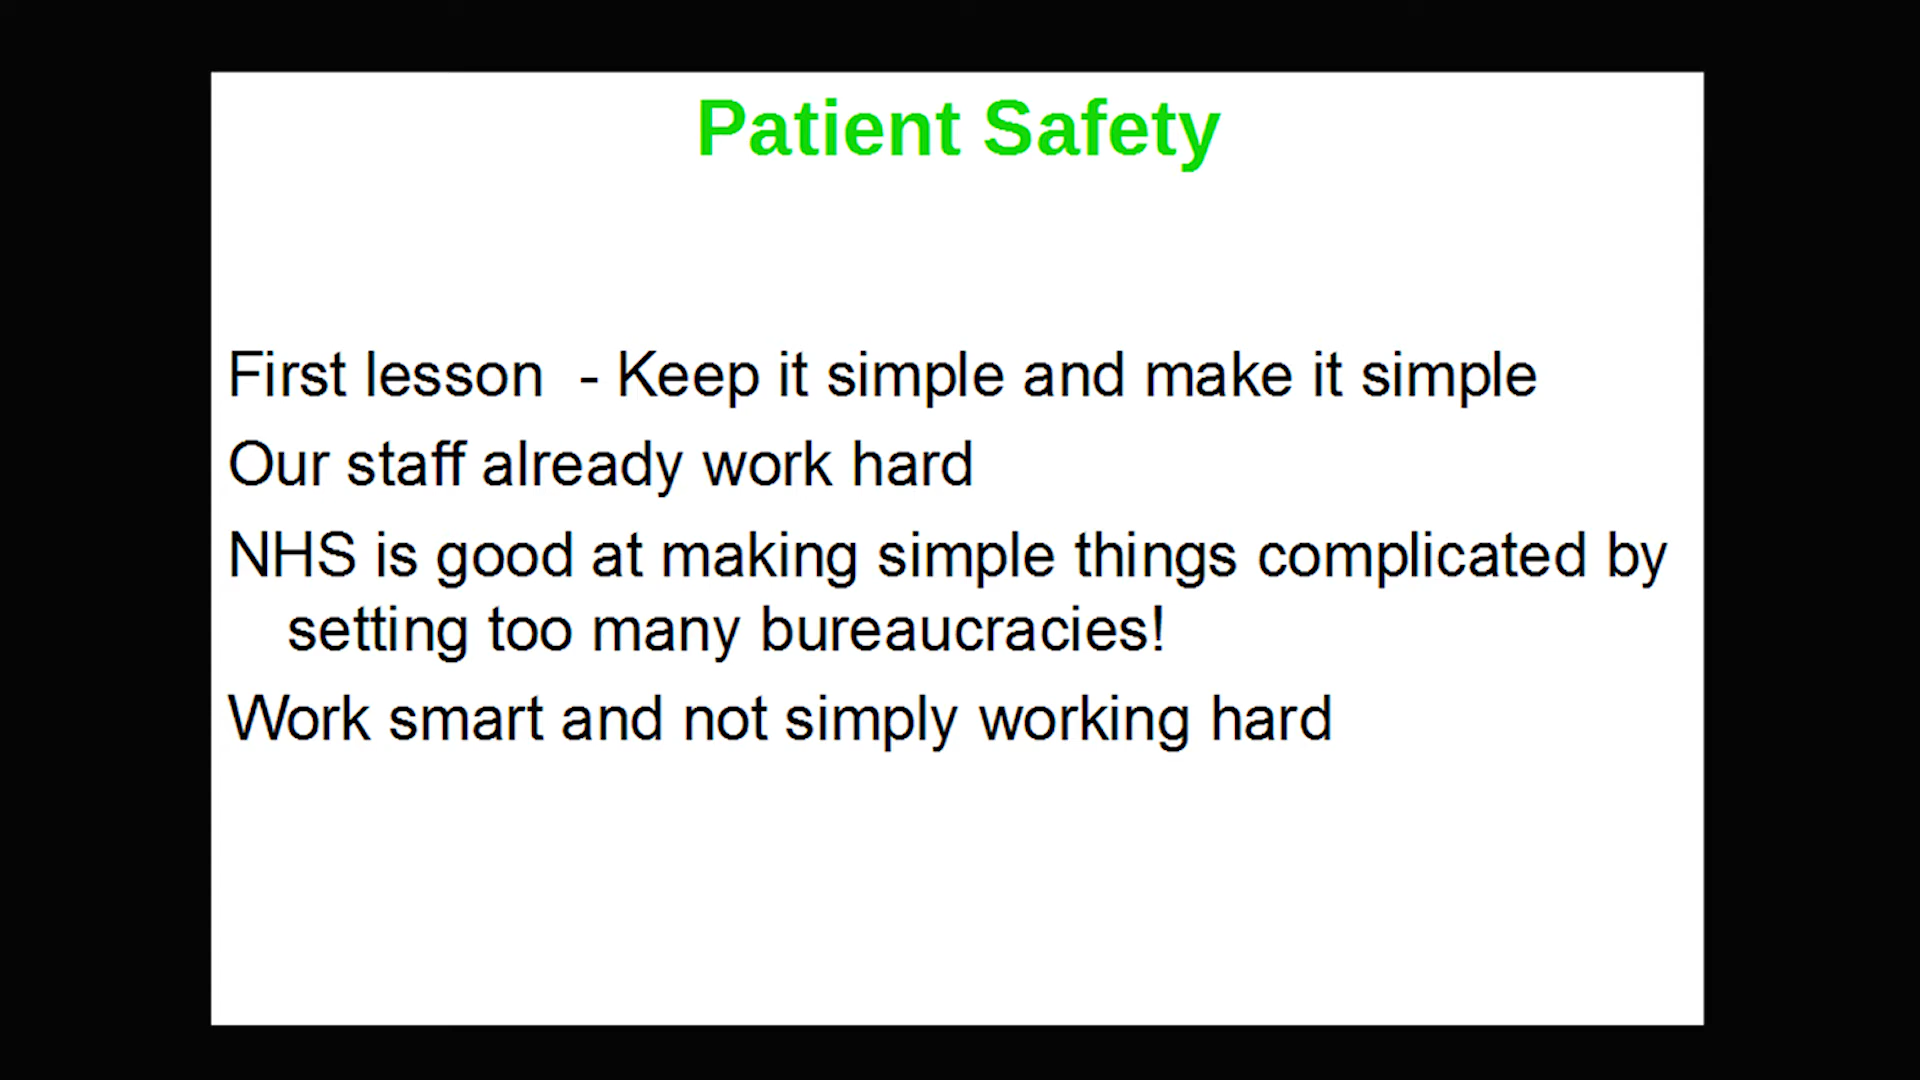 Patient Safety
First lesson  - Keep it simple and make it simple
Our staff already work hard
NHS is good at making simple things complicated by
setting too many bureaucracies!
Work smart and not simply working hard